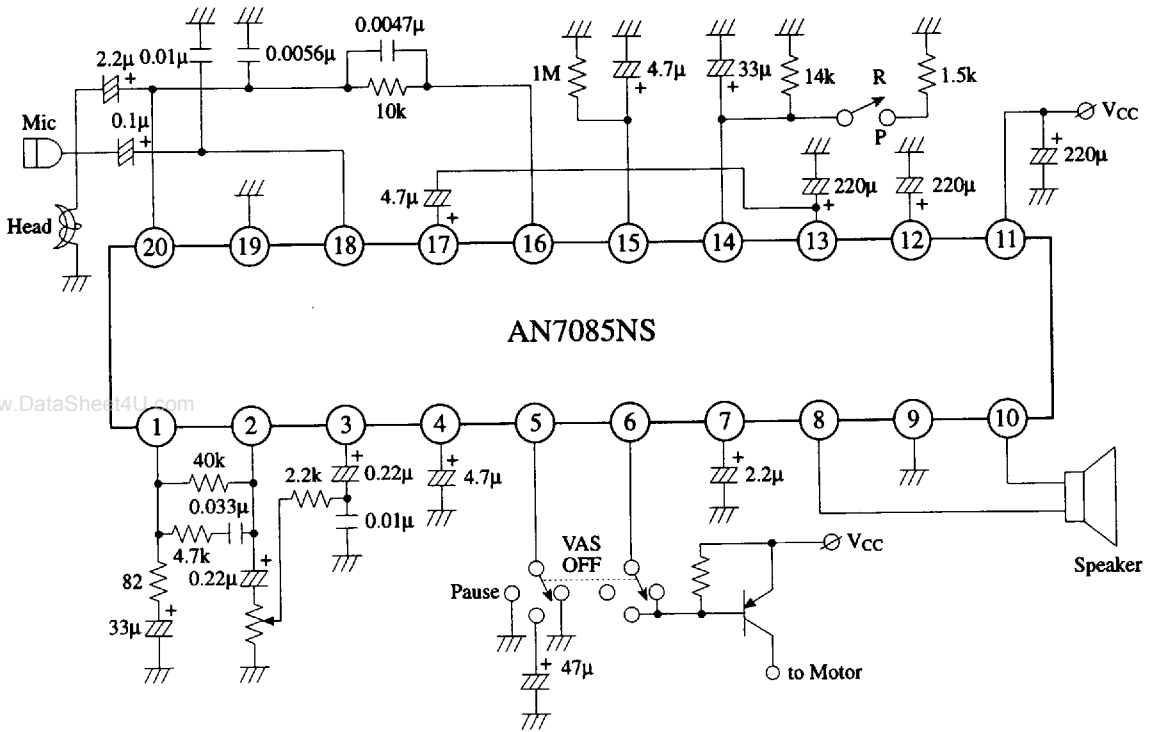 0.0047μ
2.2μ 0.01μ 0.0056μ 1M 4.7μ 33μ 14k R 1.5k
10k
Mic 0.1μ P VCC
220μ
4.7μ 220μ 220μ
Head
20 19 18 17 16 15 14 13 12 11
AN7085NS
w.DataSheet4U.com
1 2 3 4 5 6 7 8 9 10
40k 2.2k 0.22μ 4.7μ 2.2μ
0.033μ
0.01μ
4.7k VAS VCC
OFF
82 0.22μ Speaker
Pause
33μ
47μ to Motor